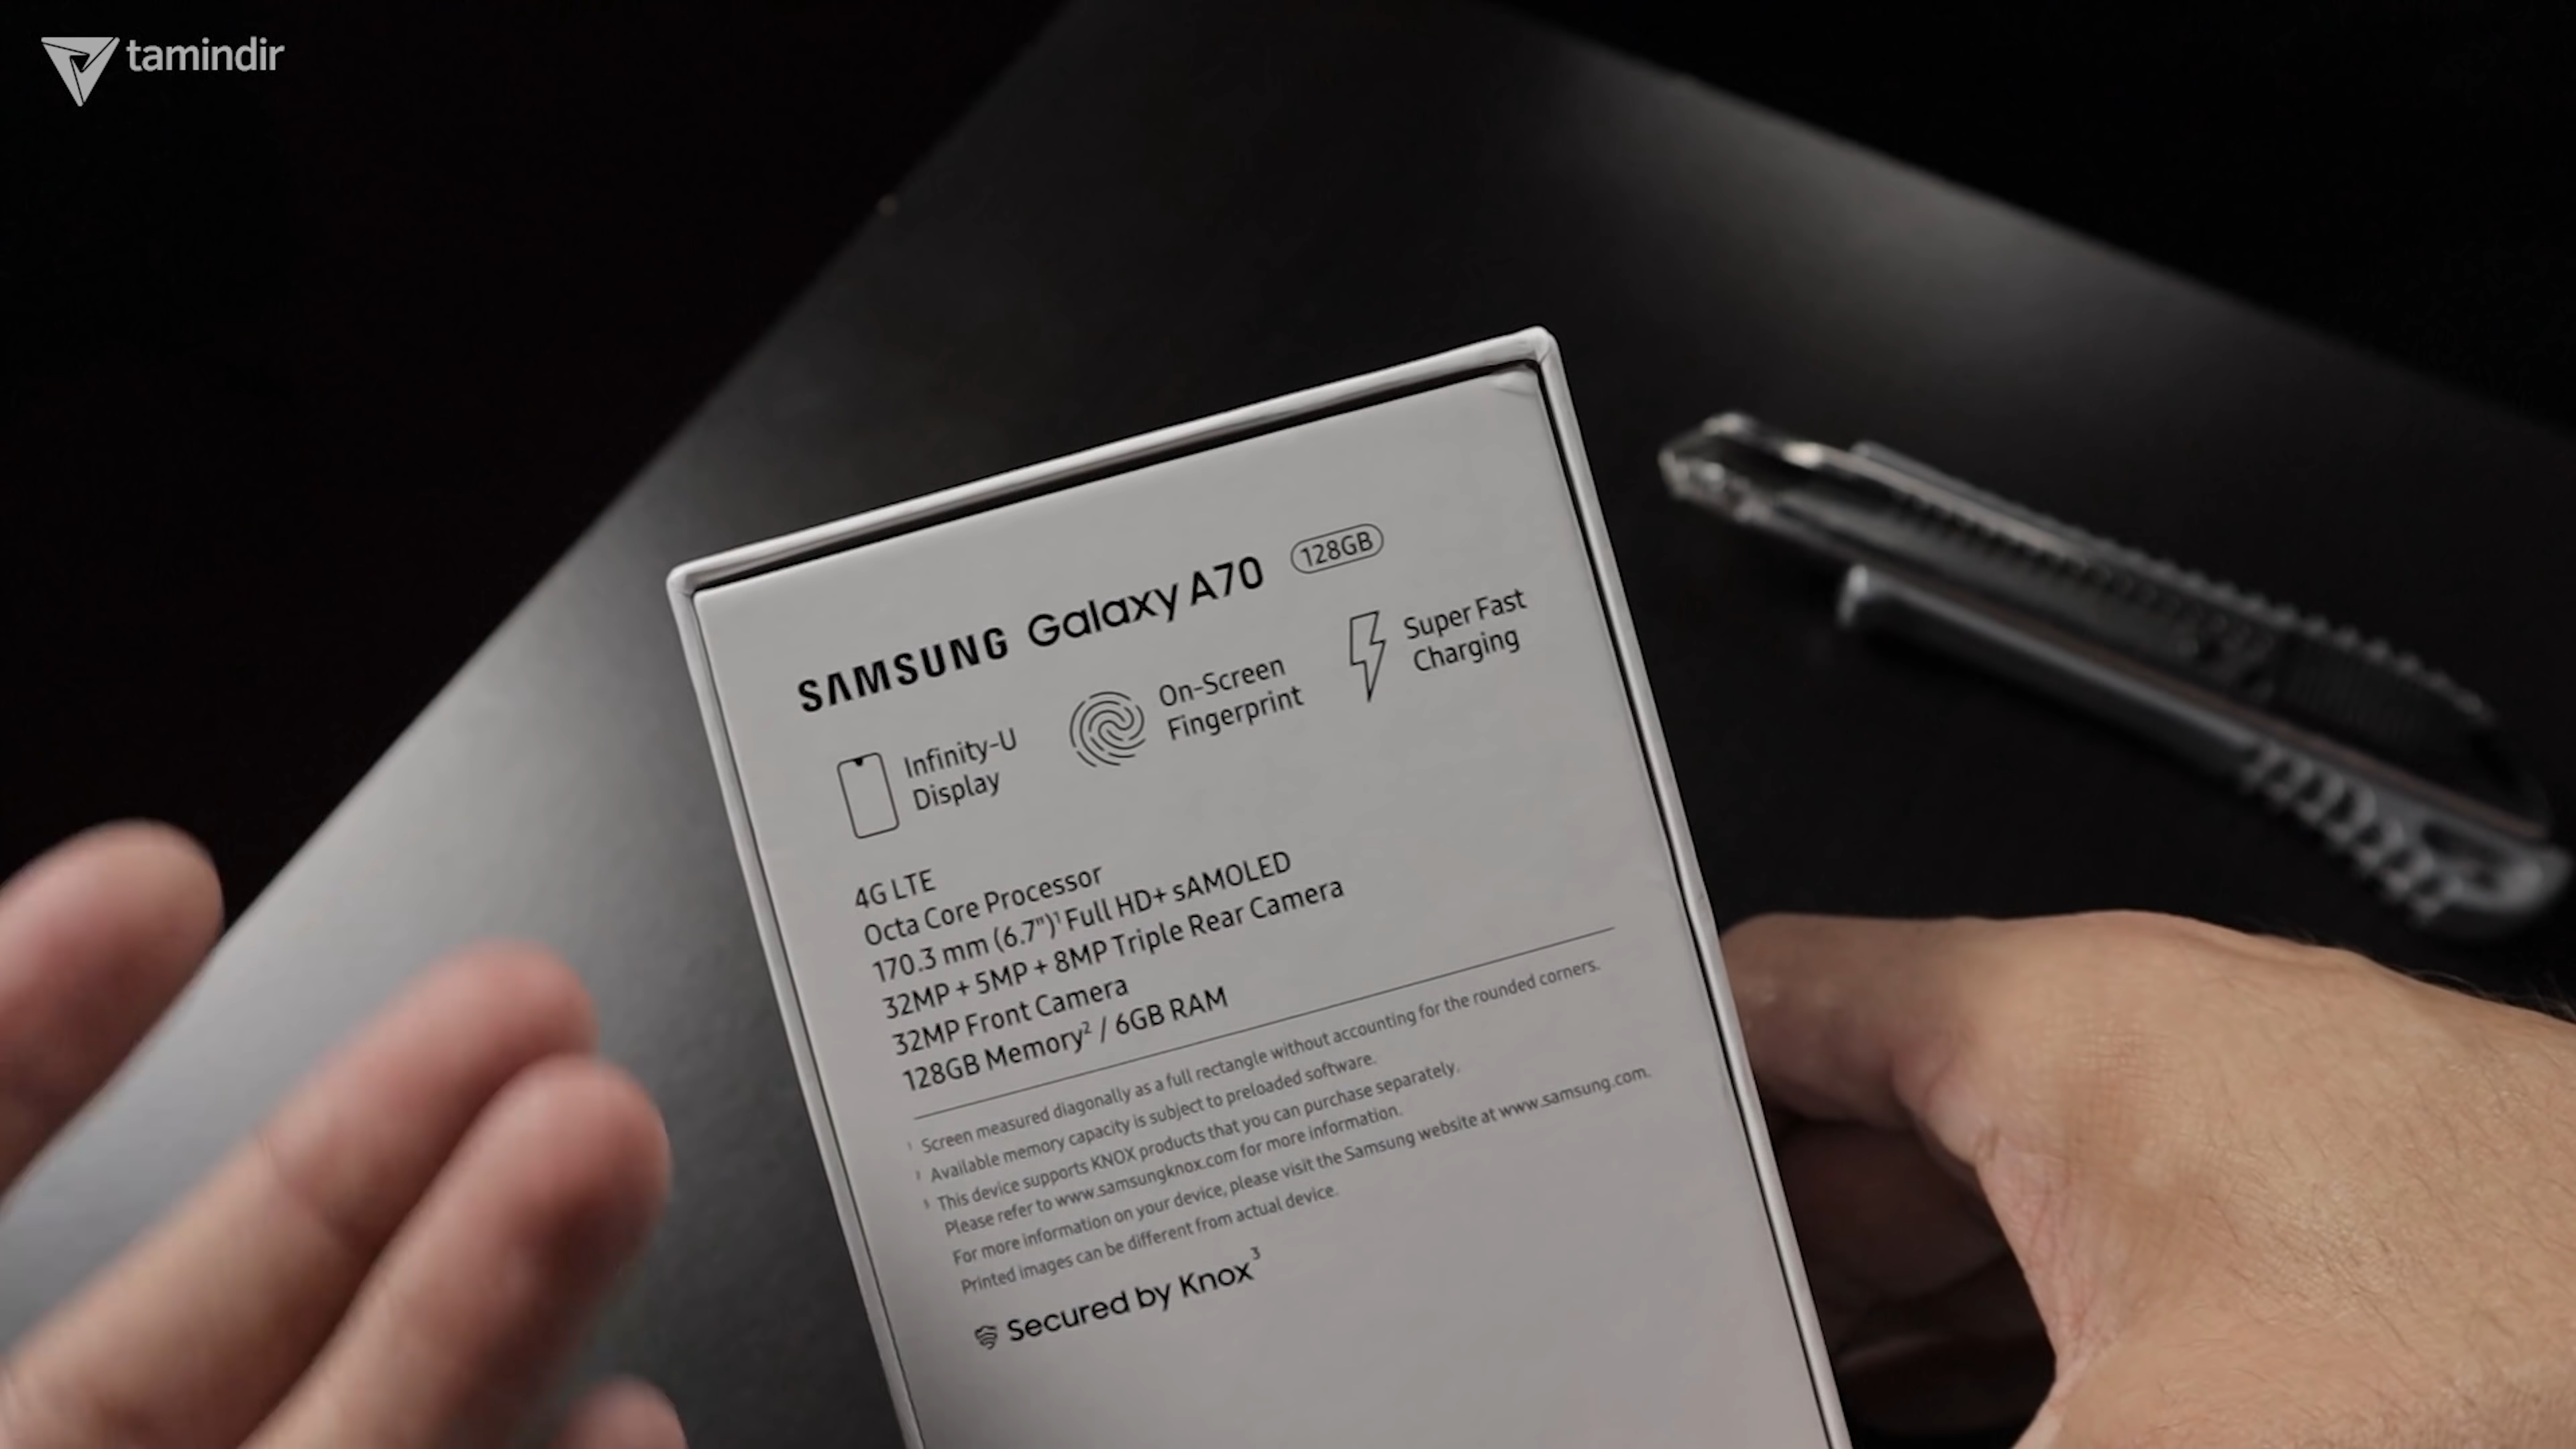 tamindir
SAMSUNG Galaxy A70 128GB
Infinity-U
Display
On-Screen
Fingerprint
Super Fast
Charging
4G LTE
Octa Core Processor
170.3 mm (6.7")¹ Full HD+ sAMOLED
32MP + 5MP + 8MP Triple Rear Camera
32MP Front Camera
128GB Memory² / 6GB RAM
¹ Screen measured diagonally as a full rectangle without accounting for the rounded corners.
² Available memory capacity is subject to preloaded software.
³ This device supports KNOX products that you can purchase separately.
Please refer to www.samsungknox.com for more information.
For more information on your device, please visit the Samsung website at www.samsung.com.
Printed images can be different from actual device.
Secured by Knox³